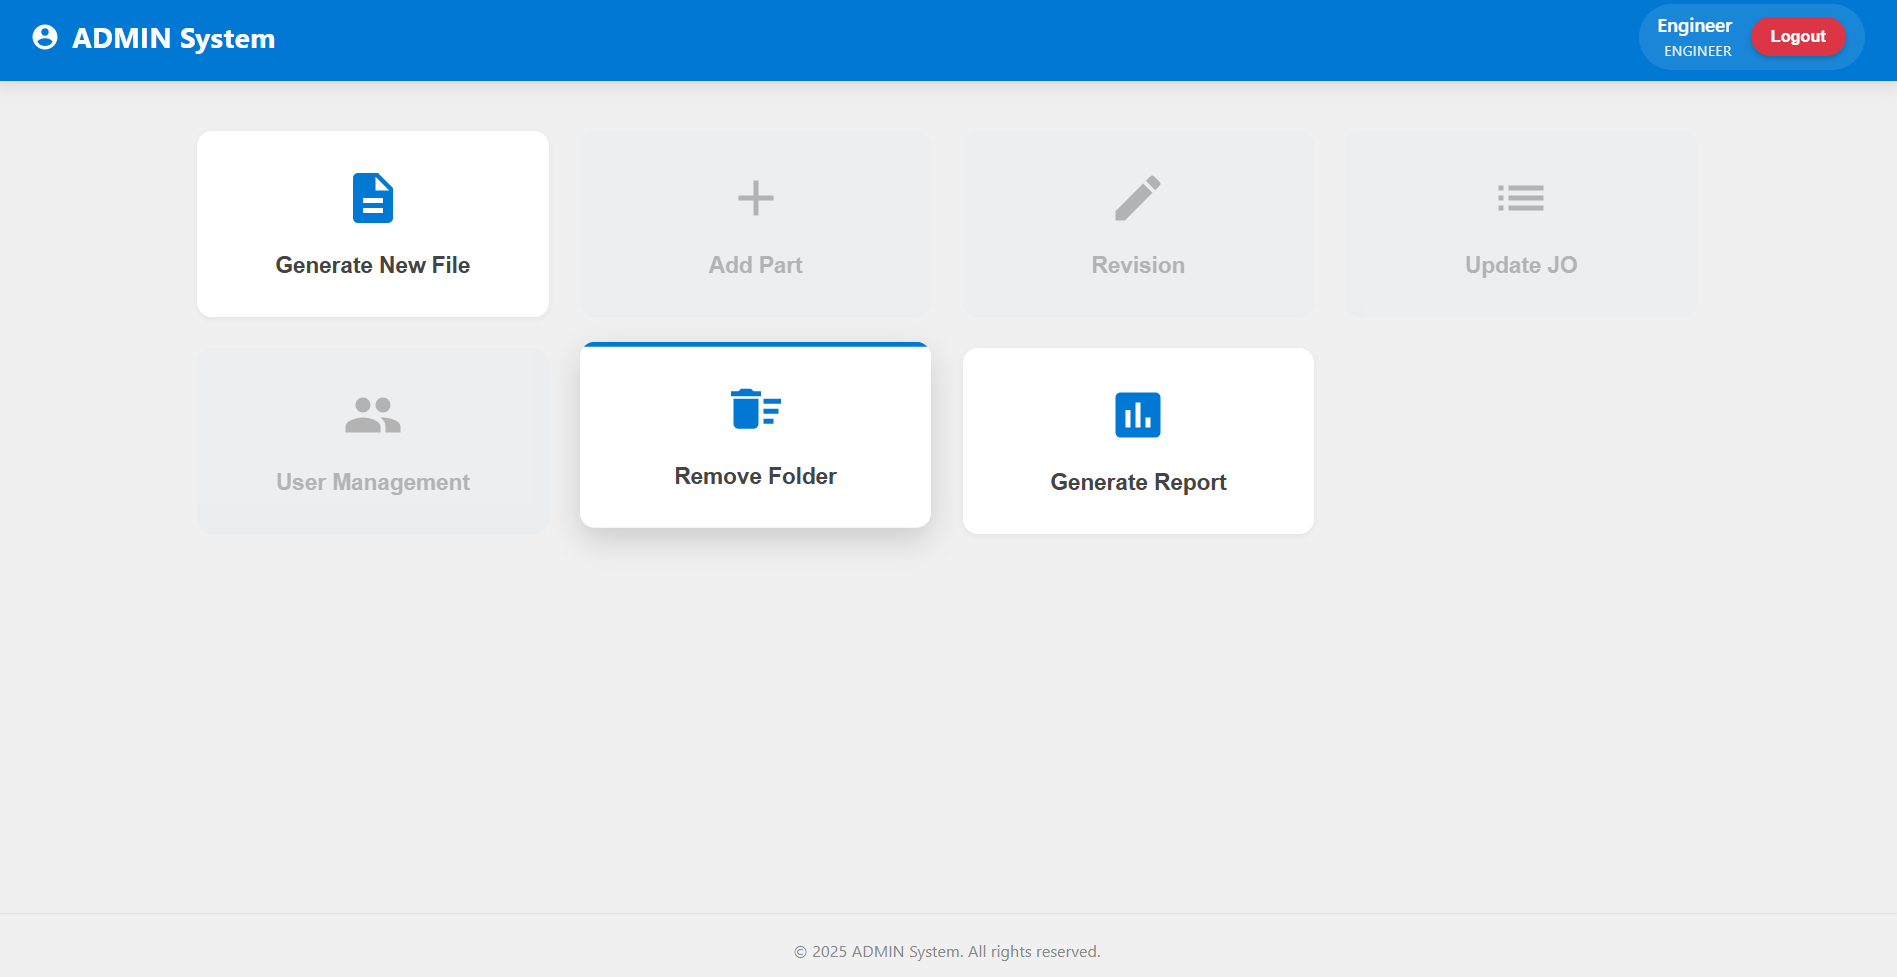 ADMIN System
Engineer
ENGINEER
Logout
Generate New File
Add Part
Revision
Update JO
User Management
Remove Folder
Generate Report
© 2025 ADMIN System. All rights reserved.